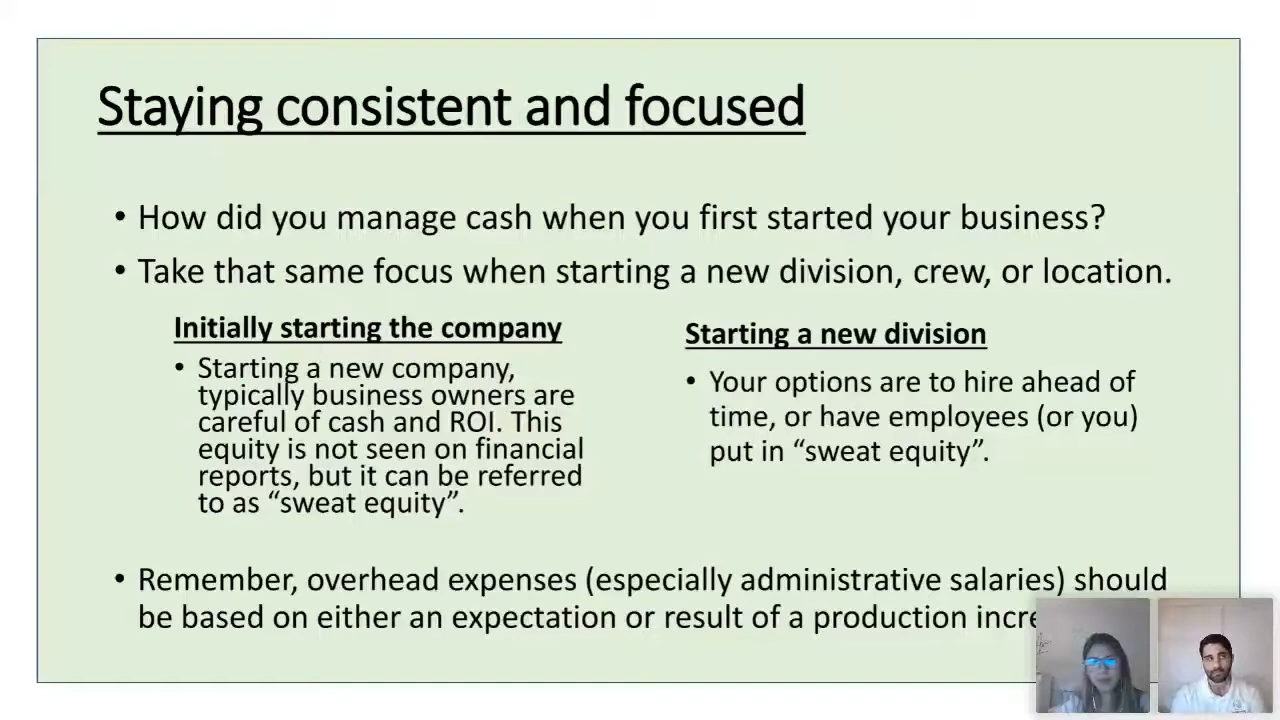 Staying consistent and focused
• How did you manage cash when you first started your business?
• Take that same focus when starting a new division, crew, or location.
Initially starting the company
• Starting a new company,
typically business owners are
careful of cash and ROI. This
equity is not seen on financial
reports, but it can be referred
to as “sweat equity”.
Starting a new division
• Your options are to hire ahead of
time, or have employees (or you)
put in “sweat equity”.
• Remember, overhead expenses (especially administrative salaries) should
be based on either an expectation or result of a production